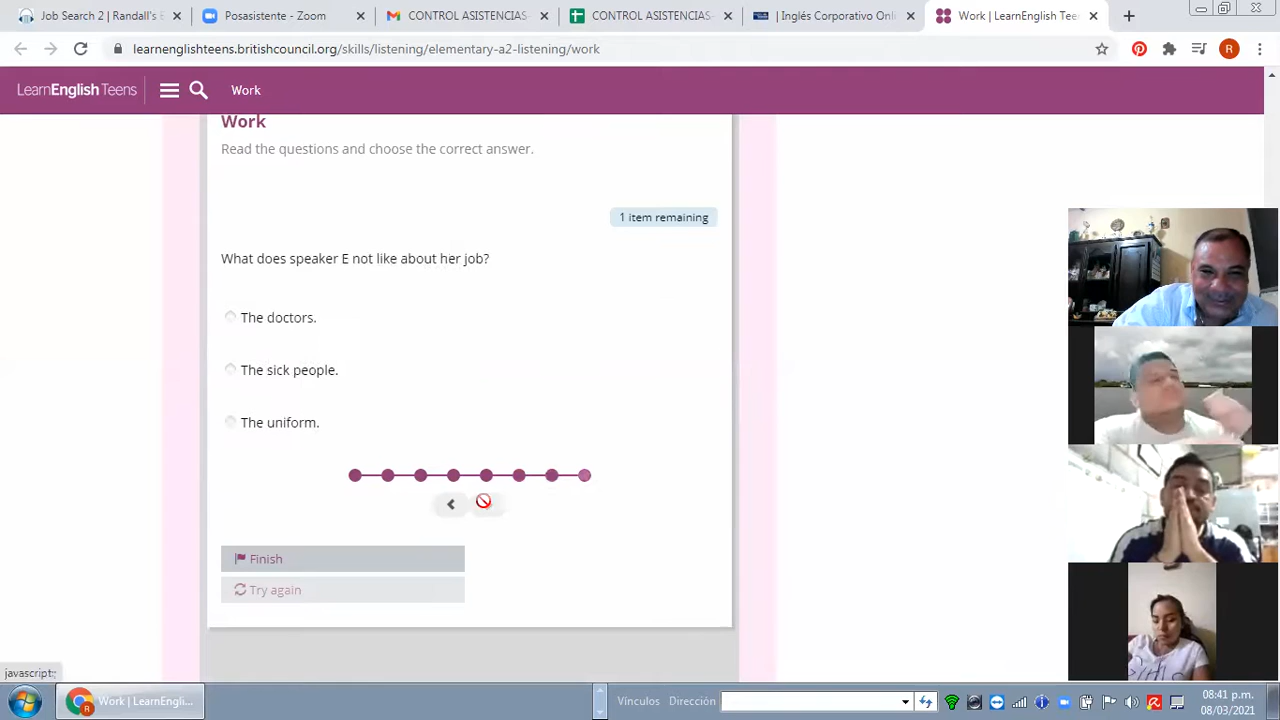 Job Search 2 | Randall's E
Posasistente - Zoom
CONTROL ASISTENCIAS-
CONTROL ASISTENCIAS-
| Inglés Corporativo Onli
Work | LearnEnglish Tee
learnenglishteens.britishcouncil.org/skills/listening/elementary-a2-listening/work
R
LearnEnglish Teens
Work
Work
Read the questions and choose the correct answer.
1 item remaining
What does speaker E not like about her job?
The doctors.
The sick people.
The uniform.
Finish
Try again
javascript:;
Work | LearnEngli...
Vínculos
Dirección
08:41 p.m.
08/03/2021